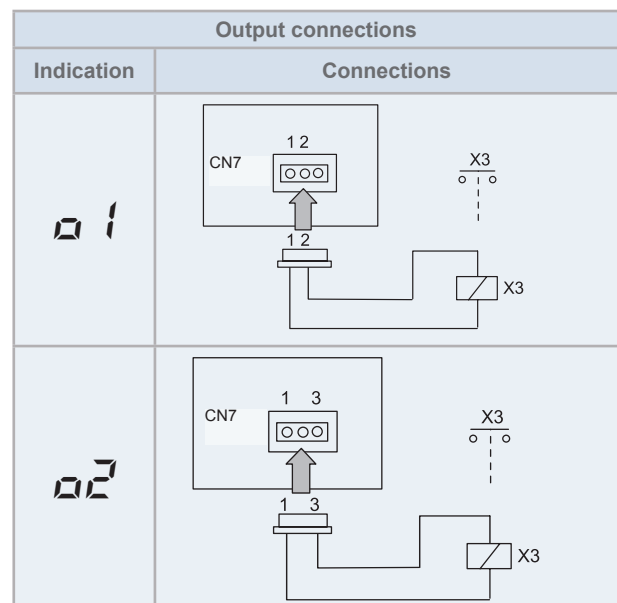 Output connections
Indication Connections
o1
1 2
CN7
X3
1 2
X3
o2
1 3
CN7
X3
1 3
X3